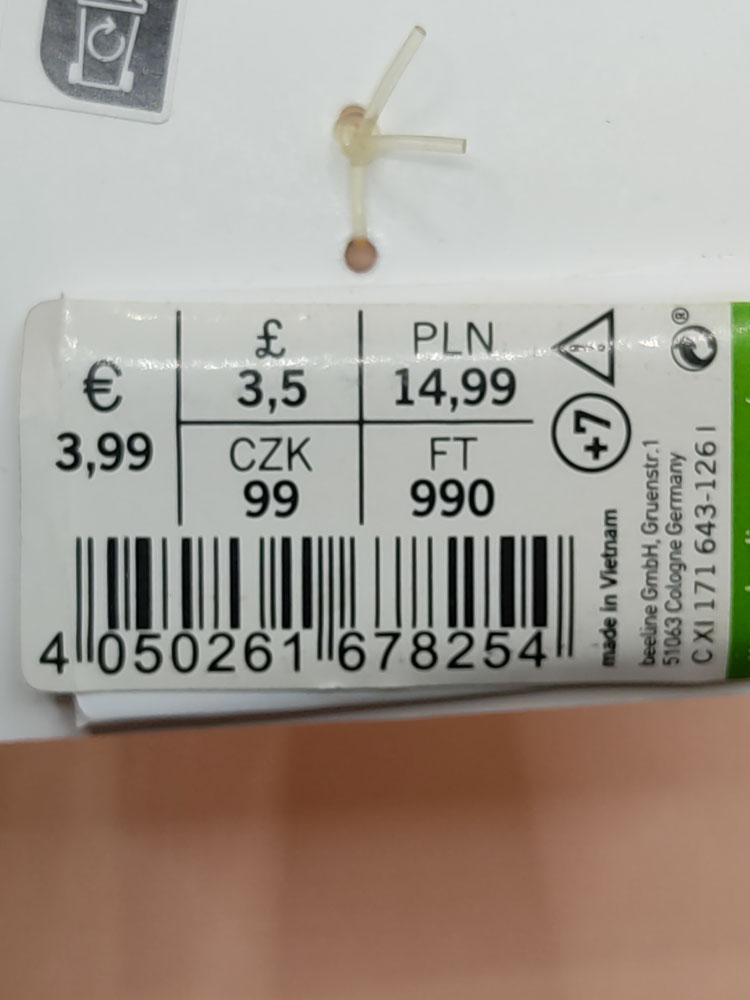 €
3,99
£
3,5
PLN
14,99
CZK
99
FT
990
4 050261 678254
+7
made in Vietnam
beeline GmbH, Gruenstr.1
51063 Cologne Germany
C XI 171 643-126 I
®